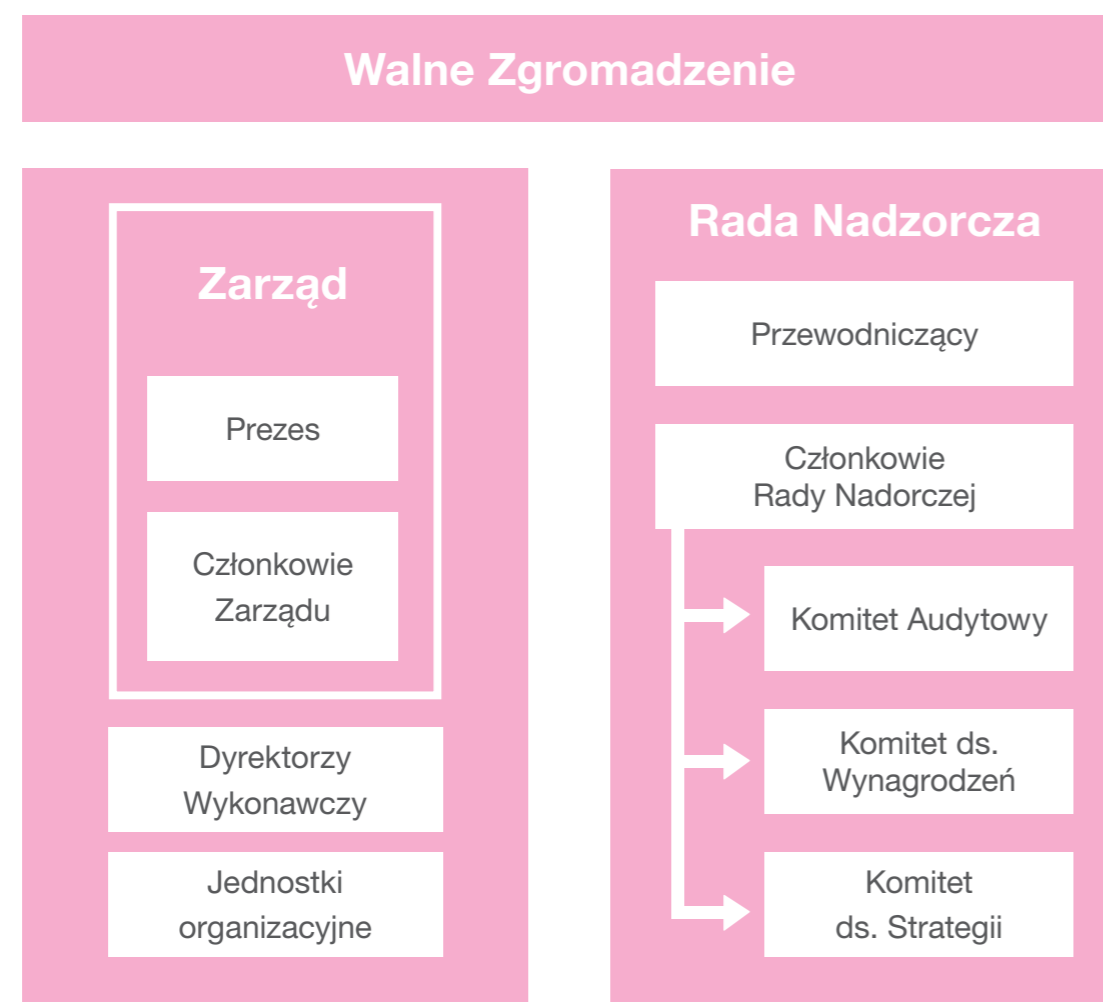 Walne Zgromadzenie
Zarząd
Prezes
Członkowie
Zarządu
Dyrektorzy
Wykonawczy
Jednostki
organizacyjne
Rada Nadzorcza
Przewodniczący
Członkowie
Rady Nadorczej
Komitet Audytowy
Komitet ds.
Wynagrodzeń
Komitet
ds. Strategii